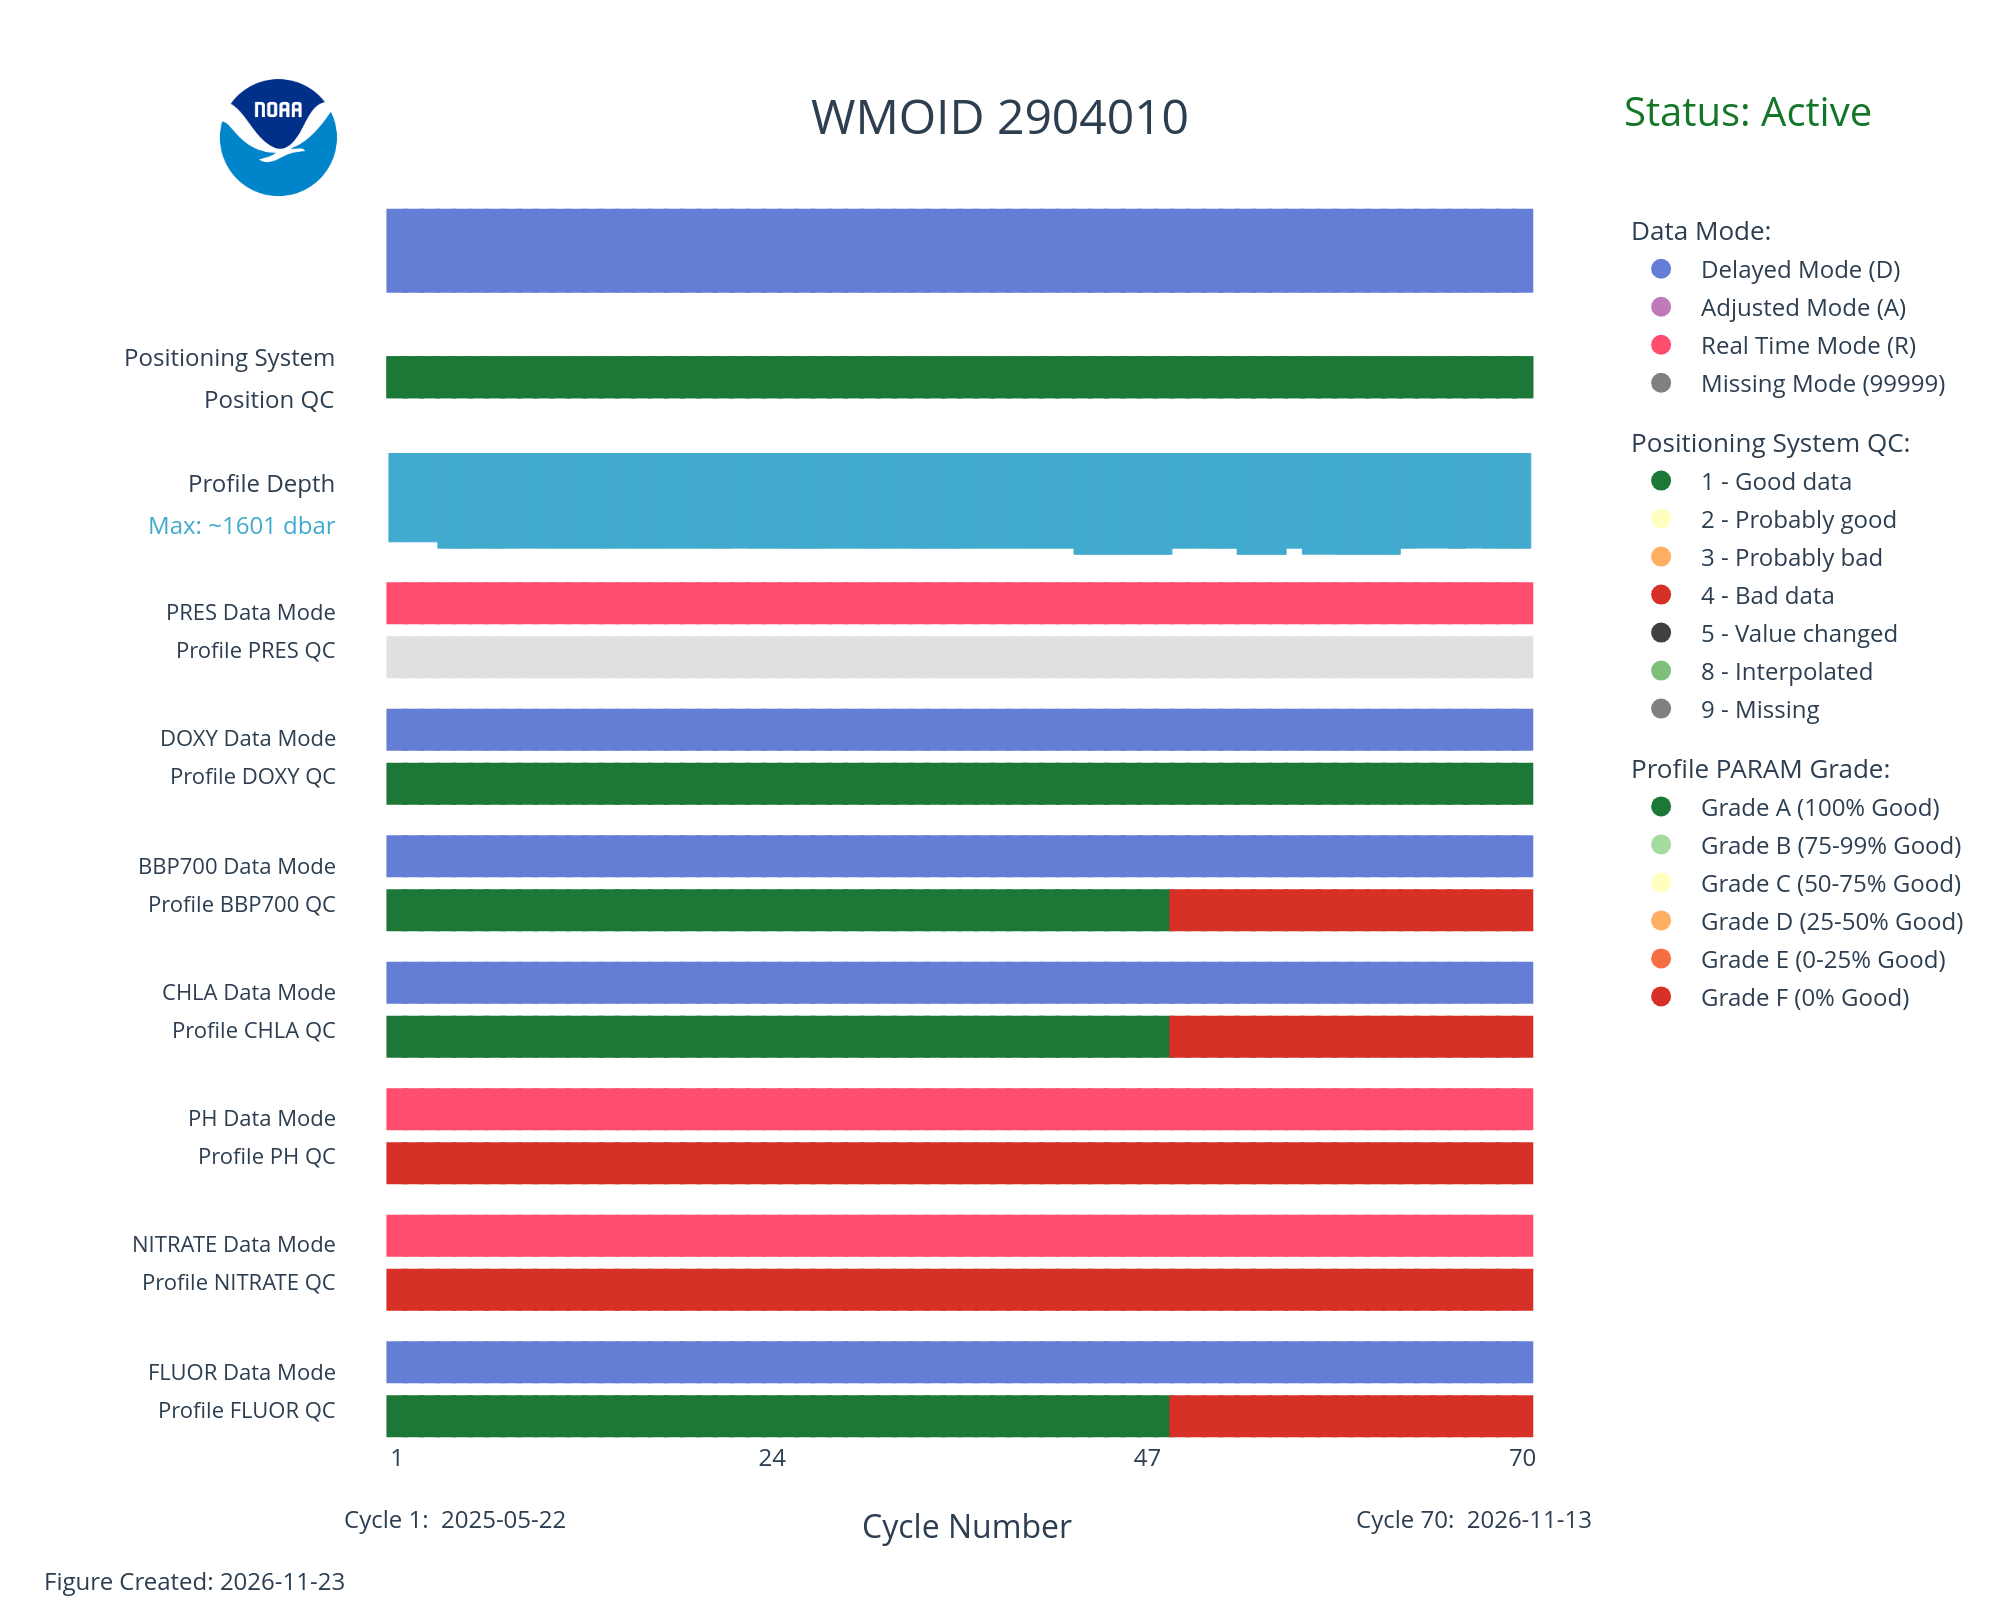 NOAA
WMOID 2904010
Status: Active
Positioning System
Position QC
Profile Depth
Max: ~1601 dbar
PRES Data Mode
Profile PRES QC
DOXY Data Mode
Profile DOXY QC
BBP700 Data Mode
Profile BBP700 QC
CHLA Data Mode
Profile CHLA QC
PH Data Mode
Profile PH QC
NITRATE Data Mode
Profile NITRATE QC
FLUOR Data Mode
Profile FLUOR QC
Data Mode:
Delayed Mode (D)
Adjusted Mode (A)
Real Time Mode (R)
Missing Mode (99999)
Positioning System QC:
1 - Good data
2 - Probably good
3 - Probably bad
4 - Bad data
5 - Value changed
8 - Interpolated
9 - Missing
Profile PARAM Grade:
Grade A (100% Good)
Grade B (75-99% Good)
Grade C (50-75% Good)
Grade D (25-50% Good)
Grade E (0-25% Good)
Grade F (0% Good)
1 24 47 70
Cycle 1: 2025-05-22
Cycle Number
Cycle 70: 2026-11-13
Figure Created: 2026-11-23